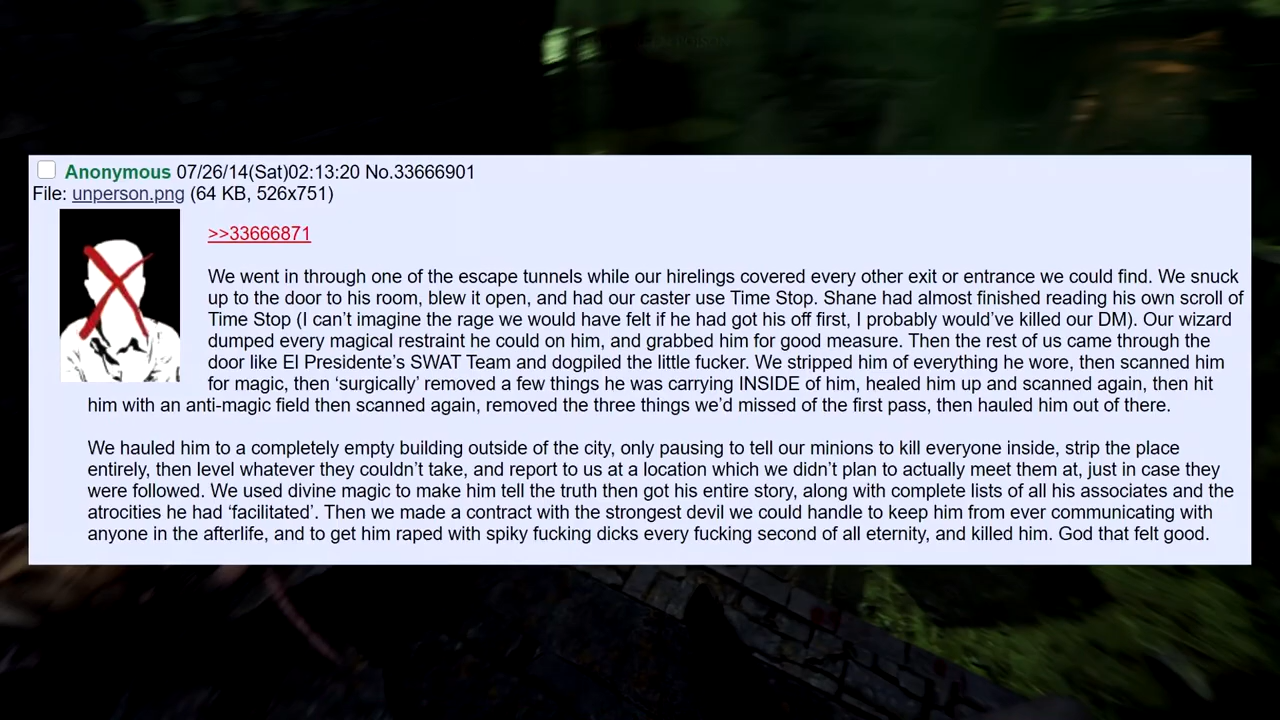 Anonymous 07/26/14(Sat)02:13:20 No.33666901
File: unperson.png (64 KB, 526x751)
>>33666871
We went in through one of the escape tunnels while our hirelings covered every other exit or entrance we could find. We snuck
up to the door to his room, blew it open, and had our caster use Time Stop. Shane had almost finished reading his own scroll of
Time Stop (I can’t imagine the rage we would have felt if he had got his off first, I probably would’ve killed our DM). Our wizard
dumped every magical restraint he could on him, and grabbed him for good measure. Then the rest of us came through the
door like El Presidente’s SWAT Team and dogpiled the little fucker. We stripped him of everything he wore, then scanned him
for magic, then ‘surgically’ removed a few things he was carrying INSIDE of him, healed him up and scanned again, then hit
him with an anti-magic field then scanned again, removed the three things we’d missed of the first pass, then hauled him out of there.
We hauled him to a completely empty building outside of the city, only pausing to tell our minions to kill everyone inside, strip the place
entirely, then level whatever they couldn’t take, and report to us at a location which we didn’t plan to actually meet them at, just in case they
were followed. We used divine magic to make him tell the truth then got his entire story, along with complete lists of all his associates and the
atrocities he had ‘facilitated’. Then we made a contract with the strongest devil we could handle to keep him from ever communicating with
anyone in the afterlife, and to get him raped with spiky fucking dicks every fucking second of all eternity, and killed him. God that felt good.